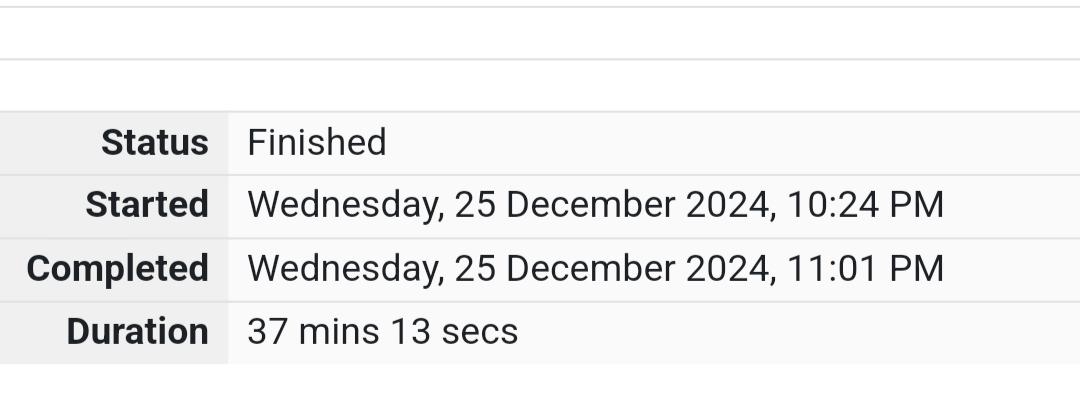 Status Finished
Started Wednesday, 25 December 2024, 10:24 PM
Completed Wednesday, 25 December 2024, 11:01 PM
Duration 37 mins 13 secs